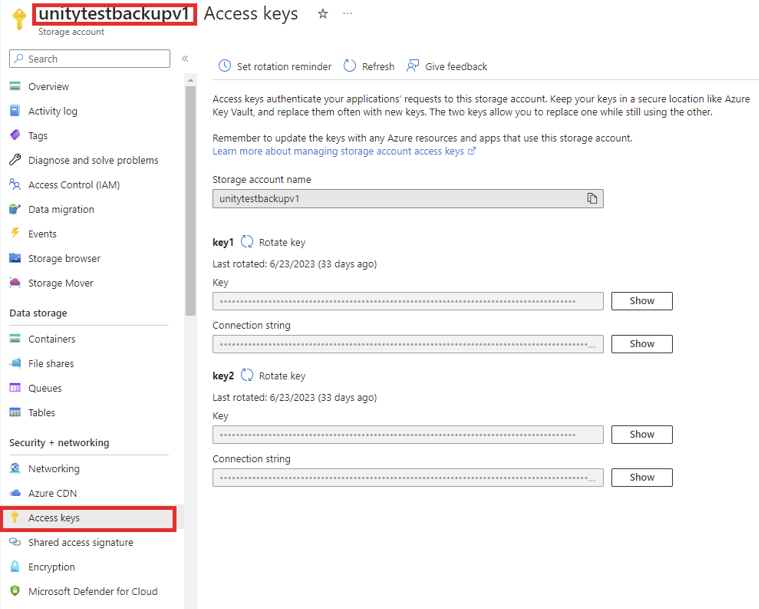 unitytestbackupv1 Access keys ☆ ...
Storage account
Search «
Overview
Activity log
Tags
Diagnose and solve problems
Access Control (IAM)
Data migration
Events
Storage browser
Storage Mover
Data storage
Containers
File shares
Queues
Tables
Security + networking
Networking
Azure CDN
Access keys
Shared access signature
Encryption
Microsoft Defender for Cloud
Set rotation reminder Refresh Give feedback
Access keys authenticate your applications' requests to this storage account. Keep your keys in a secure location like Azure
Key Vault, and replace them often with new keys. The two keys allow you to replace one while still using the other.
Remember to update the keys with any Azure resources and apps that use this storage account.
Learn more about managing storage account access keys
Storage account name
unitytestbackupv1
key1 Rotate key
Last rotated: 6/23/2023 (33 days ago)
Key
Show
Connection string
... Show
key2 Rotate key
Last rotated: 6/23/2023 (33 days ago)
Key
Show
Connection string
... Show